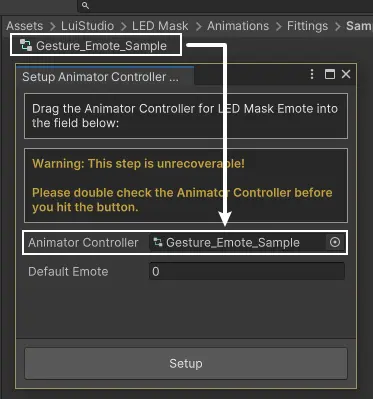 Assets > LuiStudio > LED Mask > Animations > Fittings > Sam
Gesture_Emote_Sample
Setup Animator Controller ...
Drag the Animator Controller for LED Mask Emote into
the field below:
Warning: This step is unrecoverable!
Please double check the Animator Controller before
you hit the button.
Animator Controller Gesture_Emote_Sample
Default Emote 0
Setup